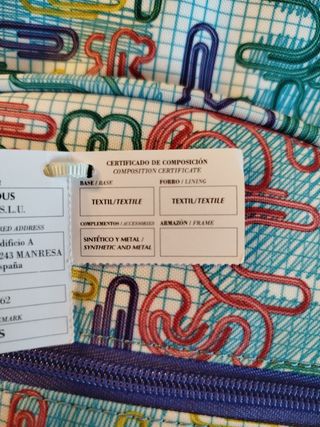 CERTIFICADO DE COMPOSICIÓN
COMPOSITION CERTIFICATE
BASE / BASE
FORRO / LINING
TEXTIL/TEXTILE
TEXTIL/TEXTILE
COMPLEMENTOS / ACCESSORIES
ARMAZÓN / FRAME
SINTÉTICO Y METAL /
SYNTHETIC AND METAL
OUS
S.L.U.
RED ADDRESS
dificio A
243 MANRESA
spaña
62
EMARK
S